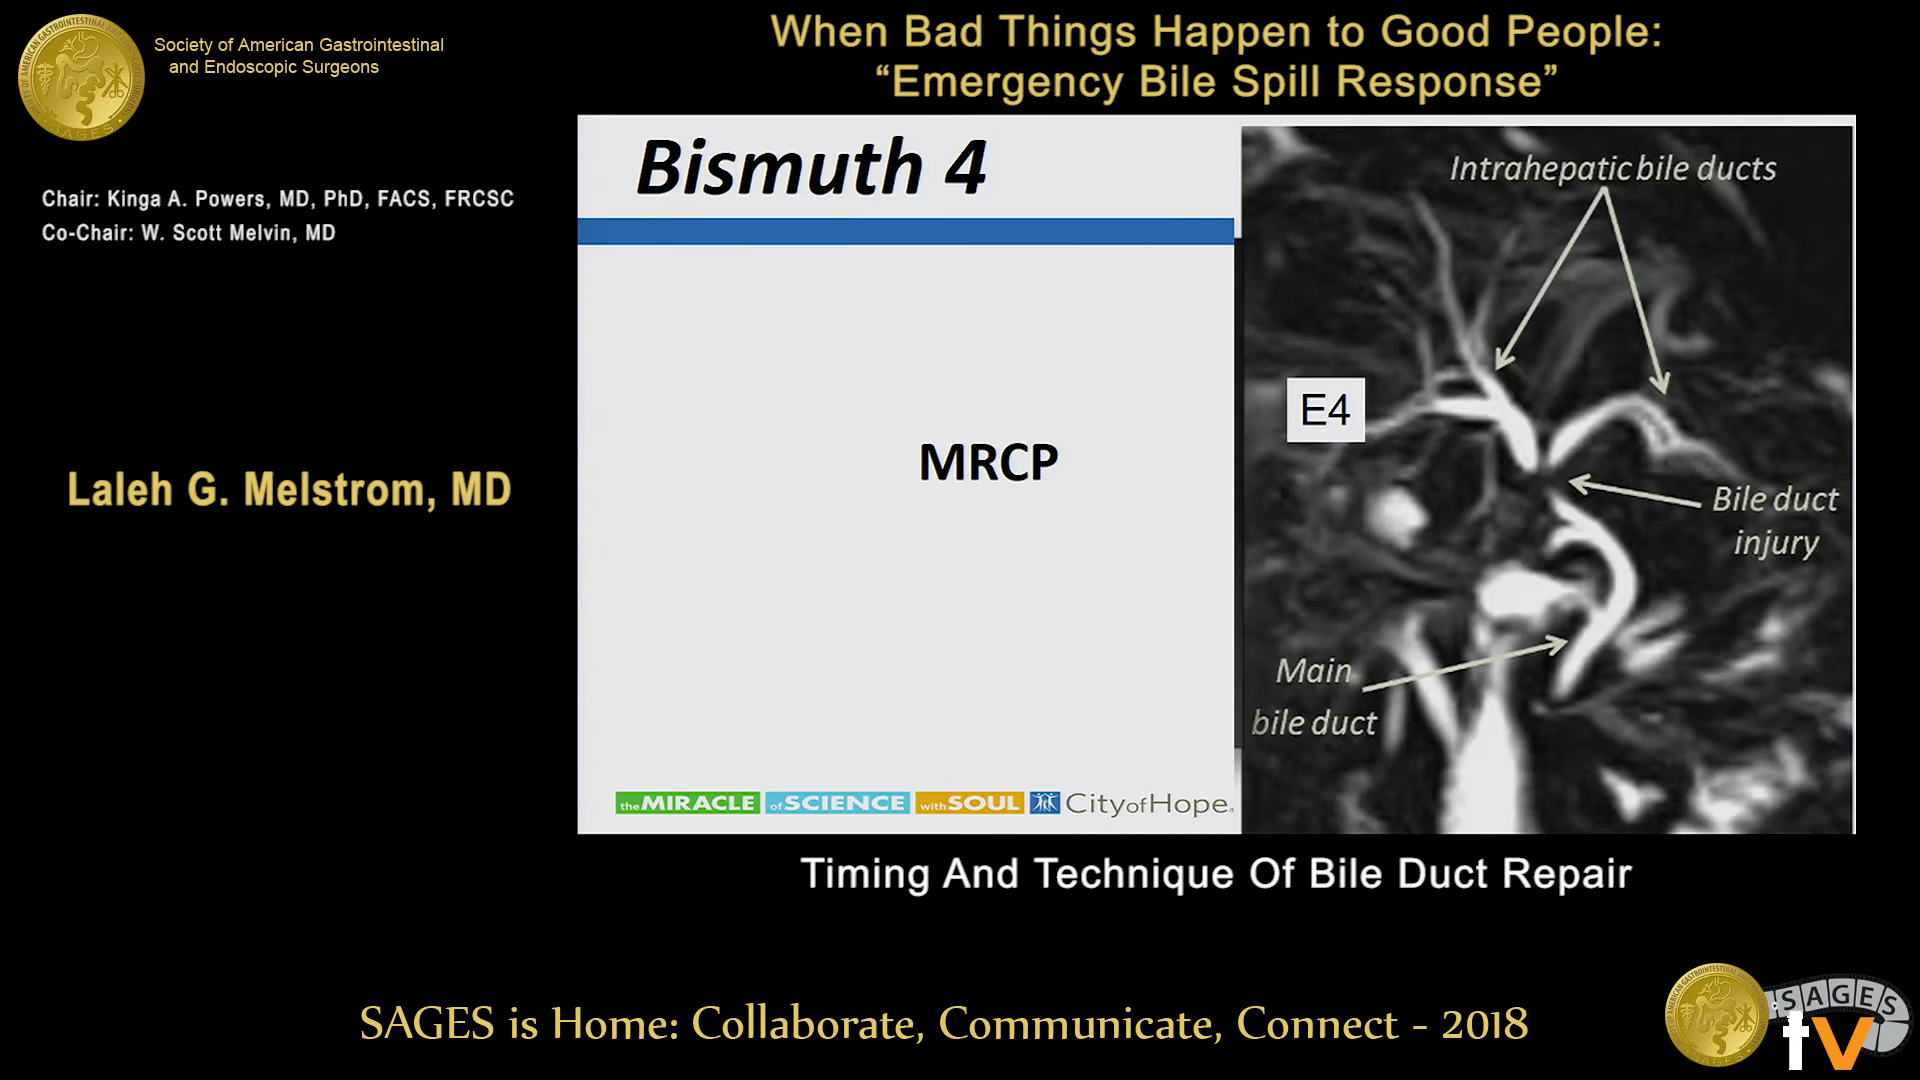 Society of American Gastrointestinal
and Endoscopic Surgeons
When Bad Things Happen to Good People:
“Emergency Bile Spill Response”
Chair: Kinga A. Powers, MD, PhD, FACS, FRCSC
Co-Chair: W. Scott Melvin, MD
Laleh G. Melstrom, MD
Bismuth 4
MRCP
Intrahepatic bile ducts
E4
Bile duct
injury
Main
bile duct
the MIRACLE of SCIENCE with SOUL CityofHope
Timing And Technique Of Bile Duct Repair
SAGES is Home: Collaborate, Communicate, Connect - 2018
SAGES
tv